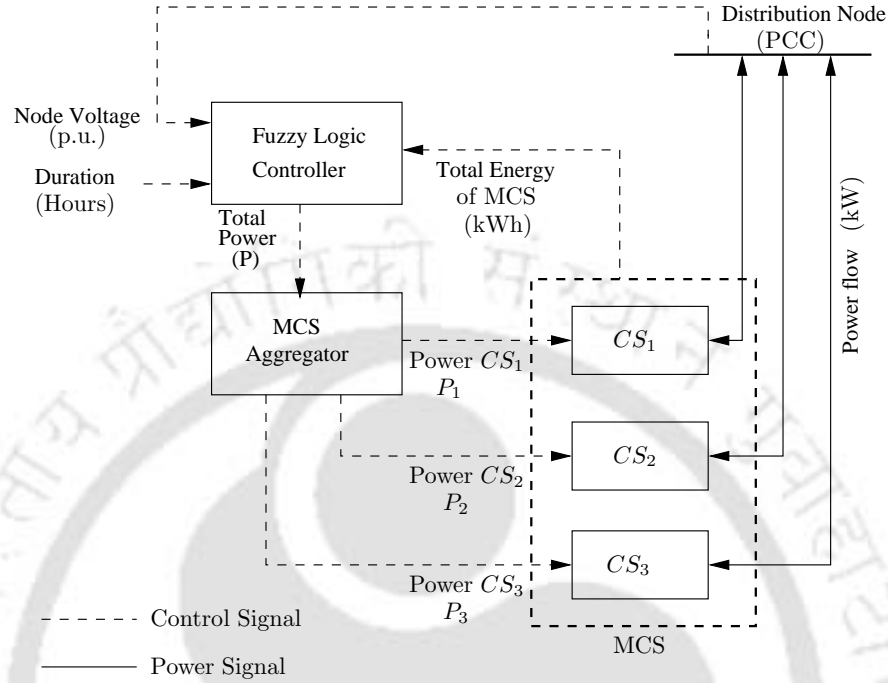 Distribution Node
(PCC)
Node Voltage
(p.u.)
Duration
(Hours)
Fuzzy Logic
Controller
Total Energy
of MCS
(kWh)
Total
Power
(P)
Power flow (kW)
MCS
Aggregator
Power CS1
P1
CS1
Power CS2
P2
CS2
Power CS3
P3
CS3
MCS
Control Signal
Power Signal